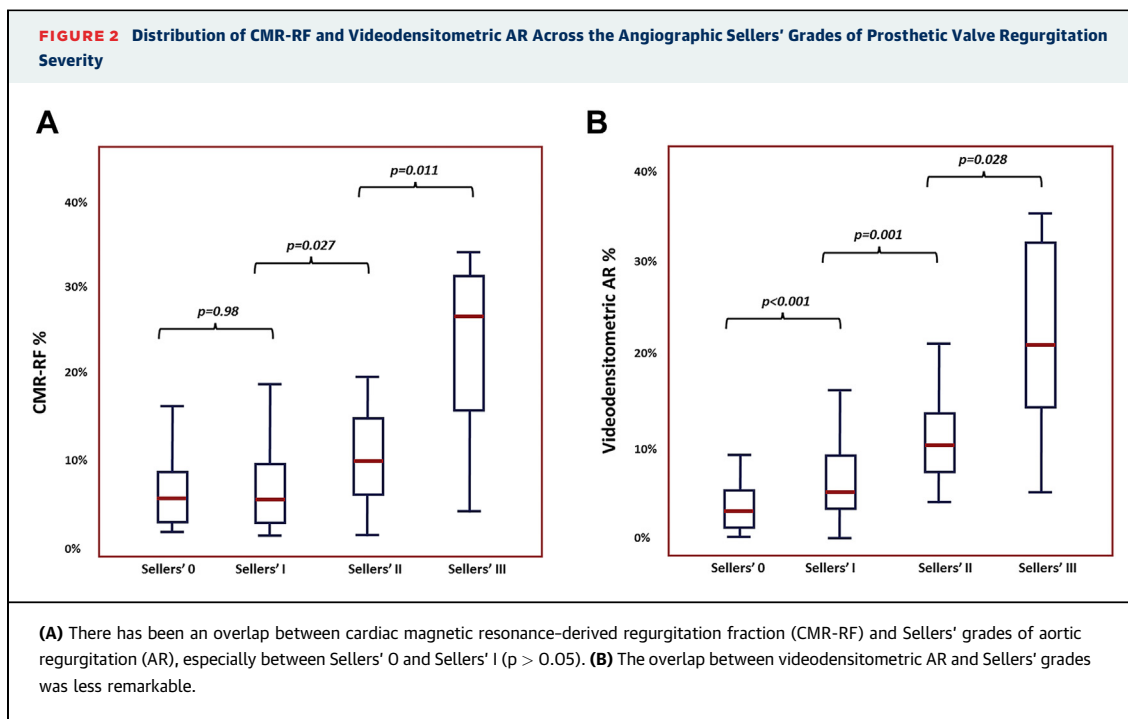 FIGURE 2 Distribution of CMR-RF and Videodensitometric AR Across the Angiographic Sellers' Grades of Prosthetic Valve Regurgitation
Severity
A
CMR-RF %
40%
30%
20%
10%
0%
p=0.98
p=0.027
p=0.011
Sellers' 0 Sellers' I Sellers' II Sellers' III
B
Videodensitometric AR %
40%
30%
20%
10%
0%
p<0.001
p=0.001
p=0.028
Sellers' 0 Sellers' I Sellers' II Sellers' III
(A) There has been an overlap between cardiac magnetic resonance–derived regurgitation fraction (CMR-RF) and Sellers' grades of aortic
regurgitation (AR), especially between Sellers' 0 and Sellers' I (p > 0.05). (B) The overlap between videodensitometric AR and Sellers' grades
was less remarkable.